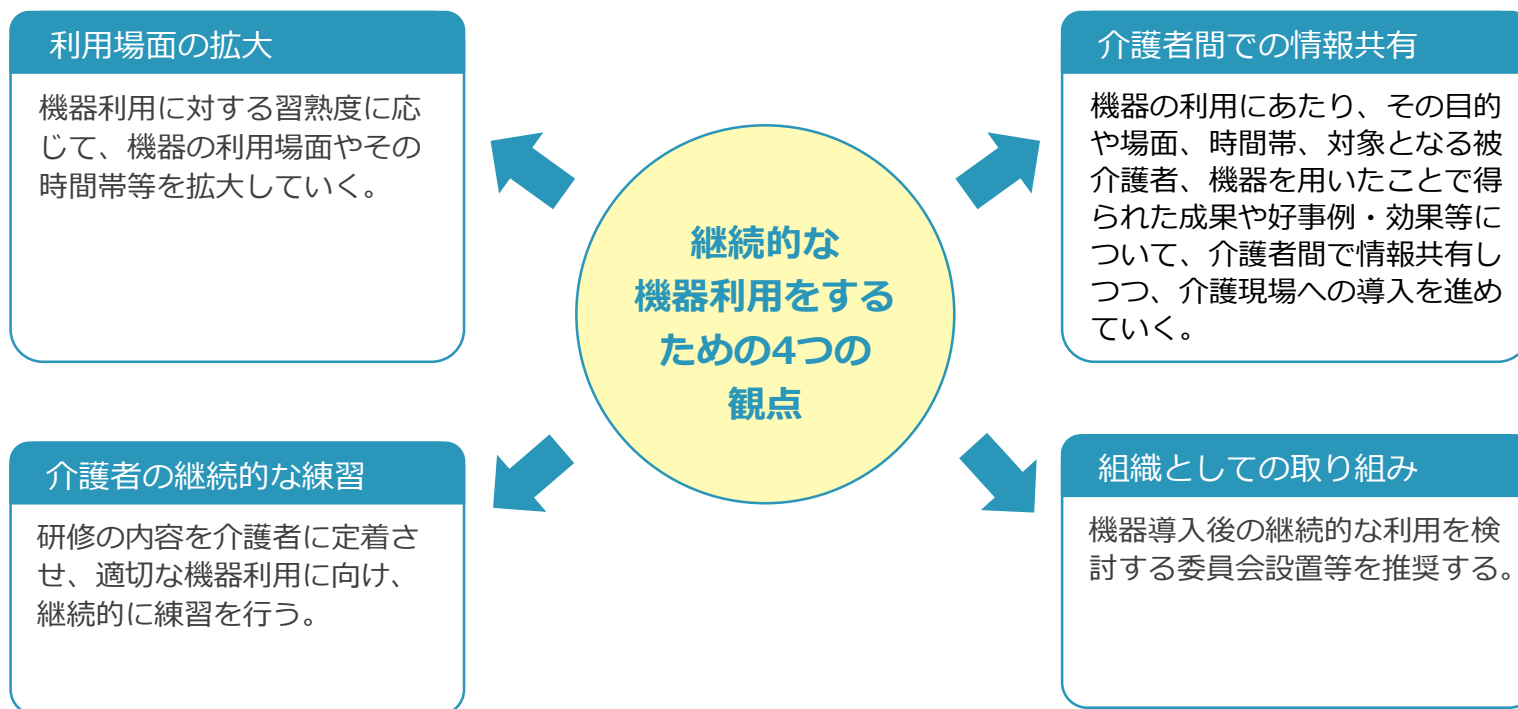 利用場面の拡大
機器利用に対する習熟度に応
じて、機器の利用場面やその
時間帯等を拡大していく。
介護者間での情報共有
機器の利用にあたり、その目的
や場面、時間帯、対象となる被
介護者、機器を用いたことで得
られた成果や好事例・効果等に
ついて、介護者間で情報共有し
つつ、介護現場への導入を進め
ていく。
継続的な
機器利用をする
ための4つの
観点
介護者の継続的な練習
研修の内容を介護者に定着さ
せ、適切な機器利用に向け、
継続的に練習を行う。
組織としての取り組み
機器導入後の継続的な利用を検
討する委員会設置等を推奨する。